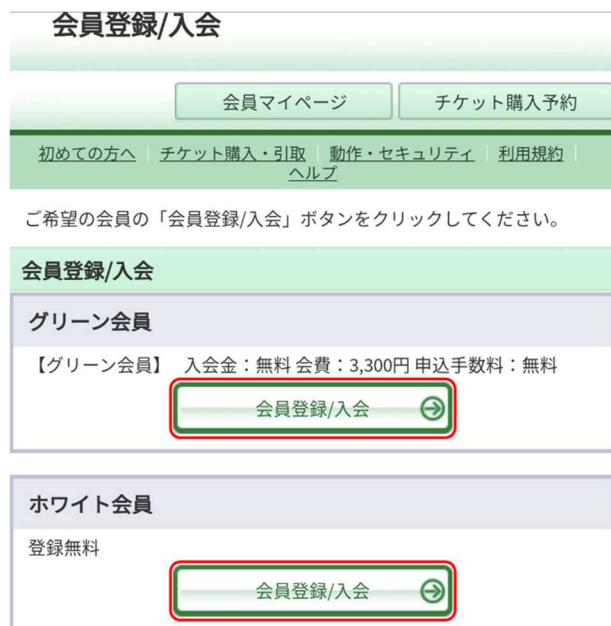 会員登録/入会
会員マイページ
チケット購入予約
初めての方へ チケット購入・引取 動作・セキュリティ 利用規約
ヘルプ
ご希望の会員の「会員登録/入会」ボタンをクリックしてください。
会員登録/入会
グリーン会員
【グリーン会員】 入会金：無料 会費：3,300円 申込手数料：無料
会員登録/入会
ホワイト会員
登録無料
会員登録/入会